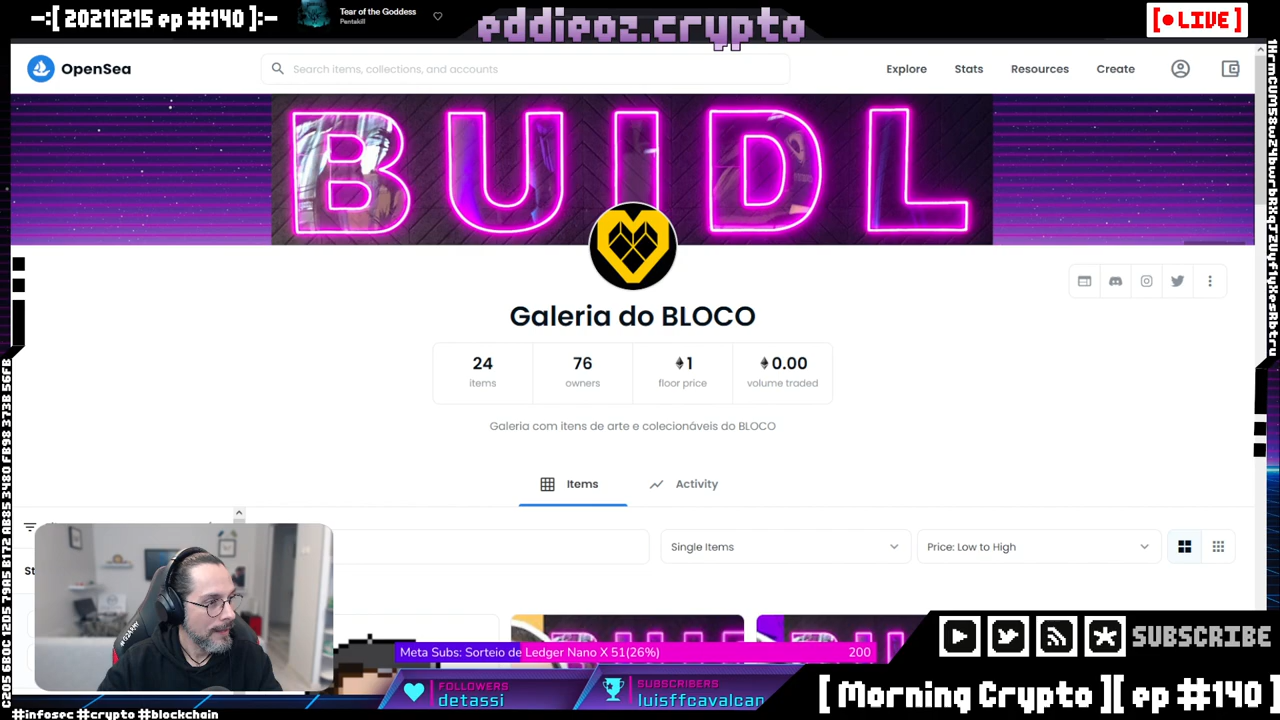 -:[ 20211215 ep #140 ]:-
Tear of the Goddess
Pentakill
eddieoz.crypto
[• LIVE]
OpenSea
Search items, collections, and accounts
Explore
Stats
Resources
Create
BUIDL
Galeria do BLOCO
24
items
76
owners
1
floor price
0.00
volume traded
Galeria com itens de arte e colecionáveis do BLOCO
Items
Activity
Single Items
Price: Low to High
St
Meta Subs: Sorteio de Ledger Nano X 51(26%)
200
FOLLOWERS
detassi
SUBSCRIBERS
luisffcavalcan
SUBSCRIBE
[ Morning Crypto ][ ep #140 ]
#infosec #crypto #blockchain